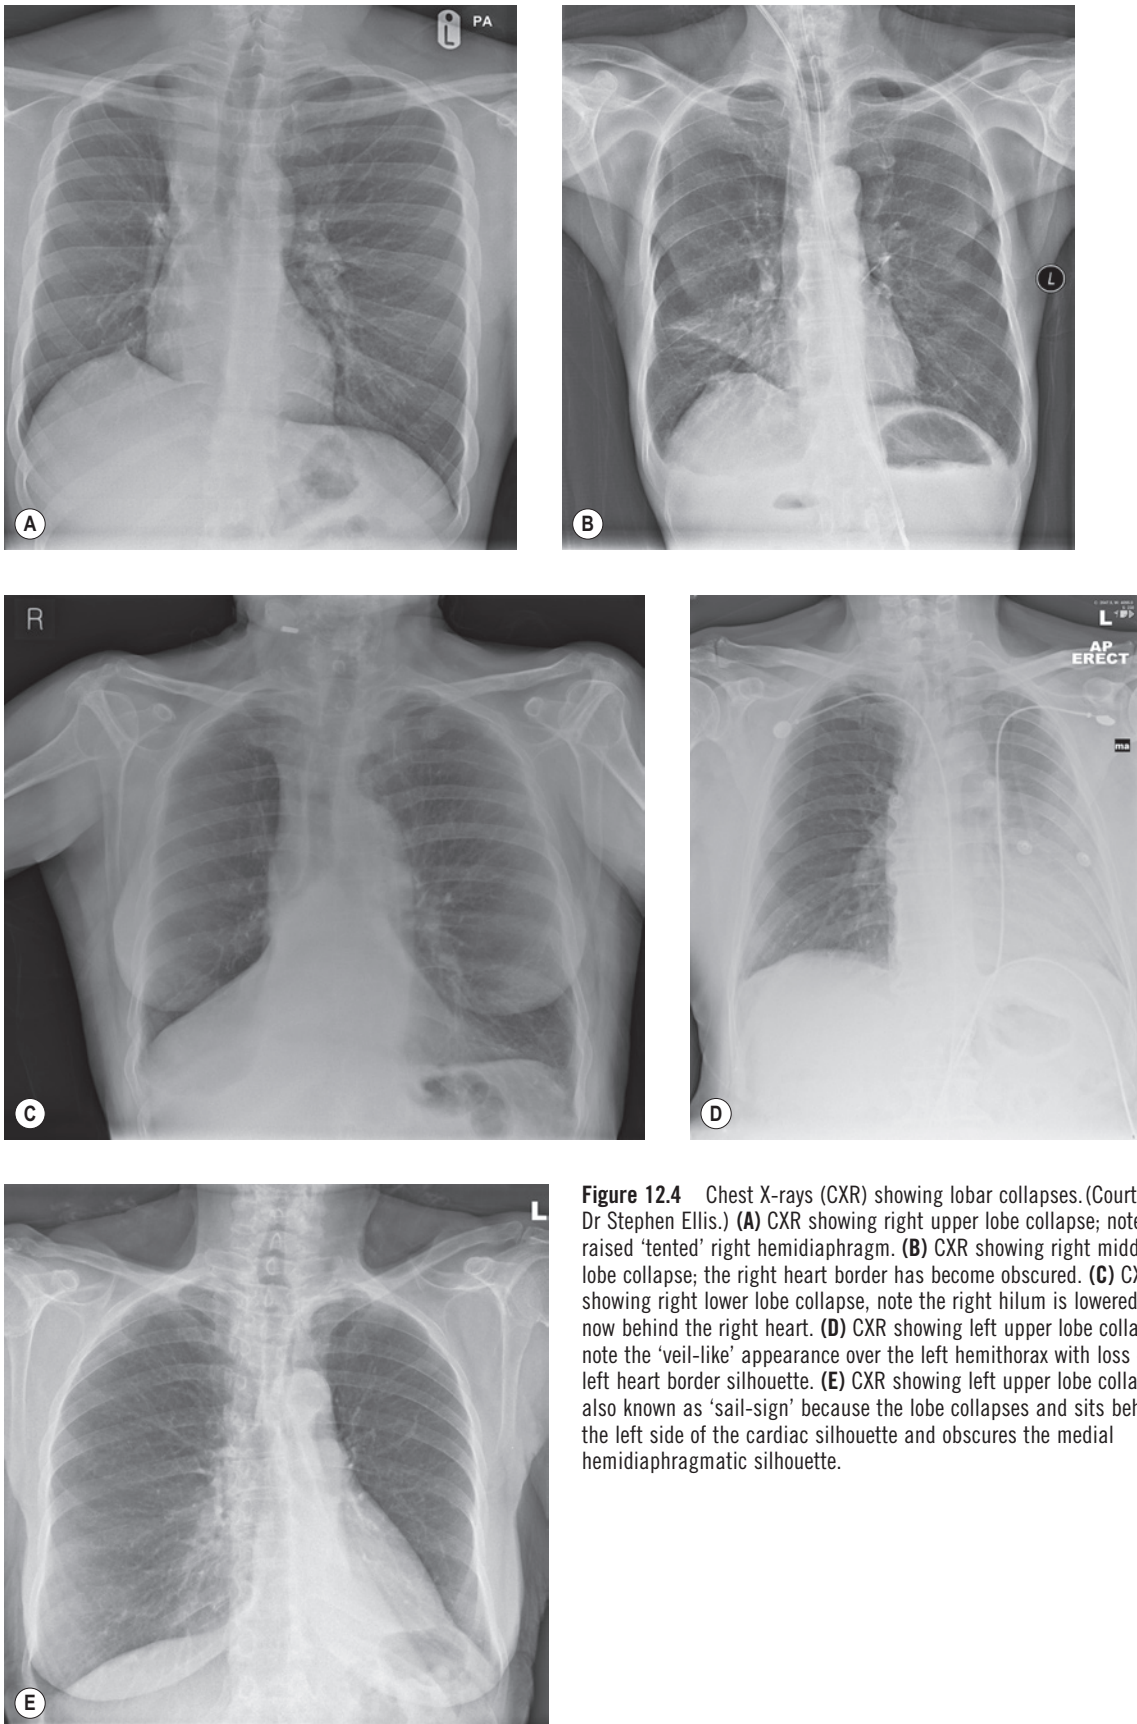 L PA
A
L
B
R
C
L
AP
ERECT
ma
D
L
E
Figure 12.4 Chest X-rays (CXR) showing lobar collapses. (Court
Dr Stephen Ellis.) (A) CXR showing right upper lobe collapse; note
raised ‘tented’ right hemidiaphragm. (B) CXR showing right midd
lobe collapse; the right heart border has become obscured. (C) CX
showing right lower lobe collapse, note the right hilum is lowered
now behind the right heart. (D) CXR showing left upper lobe colla
note the ‘veil-like’ appearance over the left hemithorax with loss
left heart border silhouette. (E) CXR showing left upper lobe colla
also known as ‘sail-sign’ because the lobe collapses and sits beh
the left side of the cardiac silhouette and obscures the medial
hemidiaphragmatic silhouette.